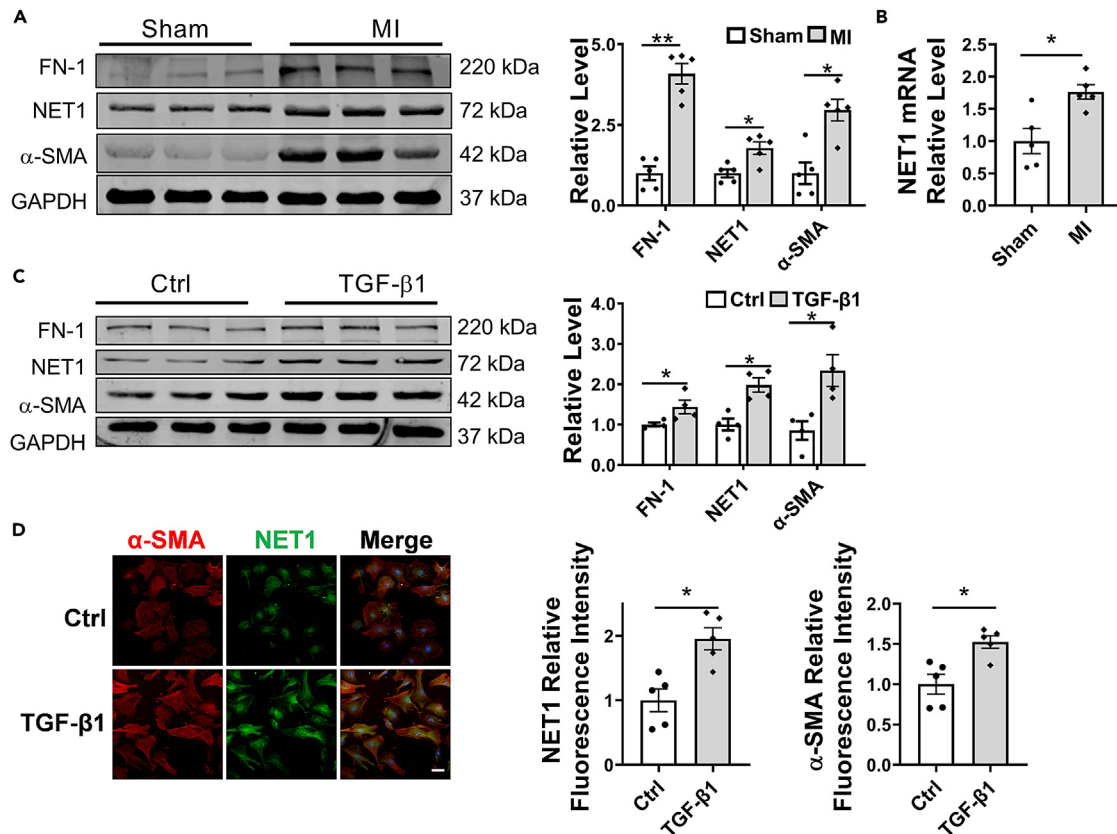 A
Sham
MI
FN-1
220 kDa
NET1
72 kDa
α-SMA
42 kDa
GAPDH
37 kDa
Sham
MI
Relative Level
5.0
2.5
0.0
**
*
*
FN-1
NET1
α-SMA
B
NET1 mRNA
Relative Level
2.5
2.0
1.5
1.0
0.5
0.0
*
Sham
MI
C
Ctrl
TGF-β1
FN-1
220 kDa
NET1
72 kDa
α-SMA
42 kDa
GAPDH
37 kDa
Ctrl
TGF-β1
Relative Level
4.0
3.0
2.0
1.0
0.0
*
*
*
FN-1
NET1
α-SMA
D
α-SMA
NET1
Merge
Ctrl
TGF-β1
NET1 Relative
Fluorescence Intensity
2
1
0
*
Ctrl
TGF-β1
α-SMA Relative
Fluorescence Intensity
2.0
1.5
1.0
0.5
0.0
*
Ctrl
TGF-β1